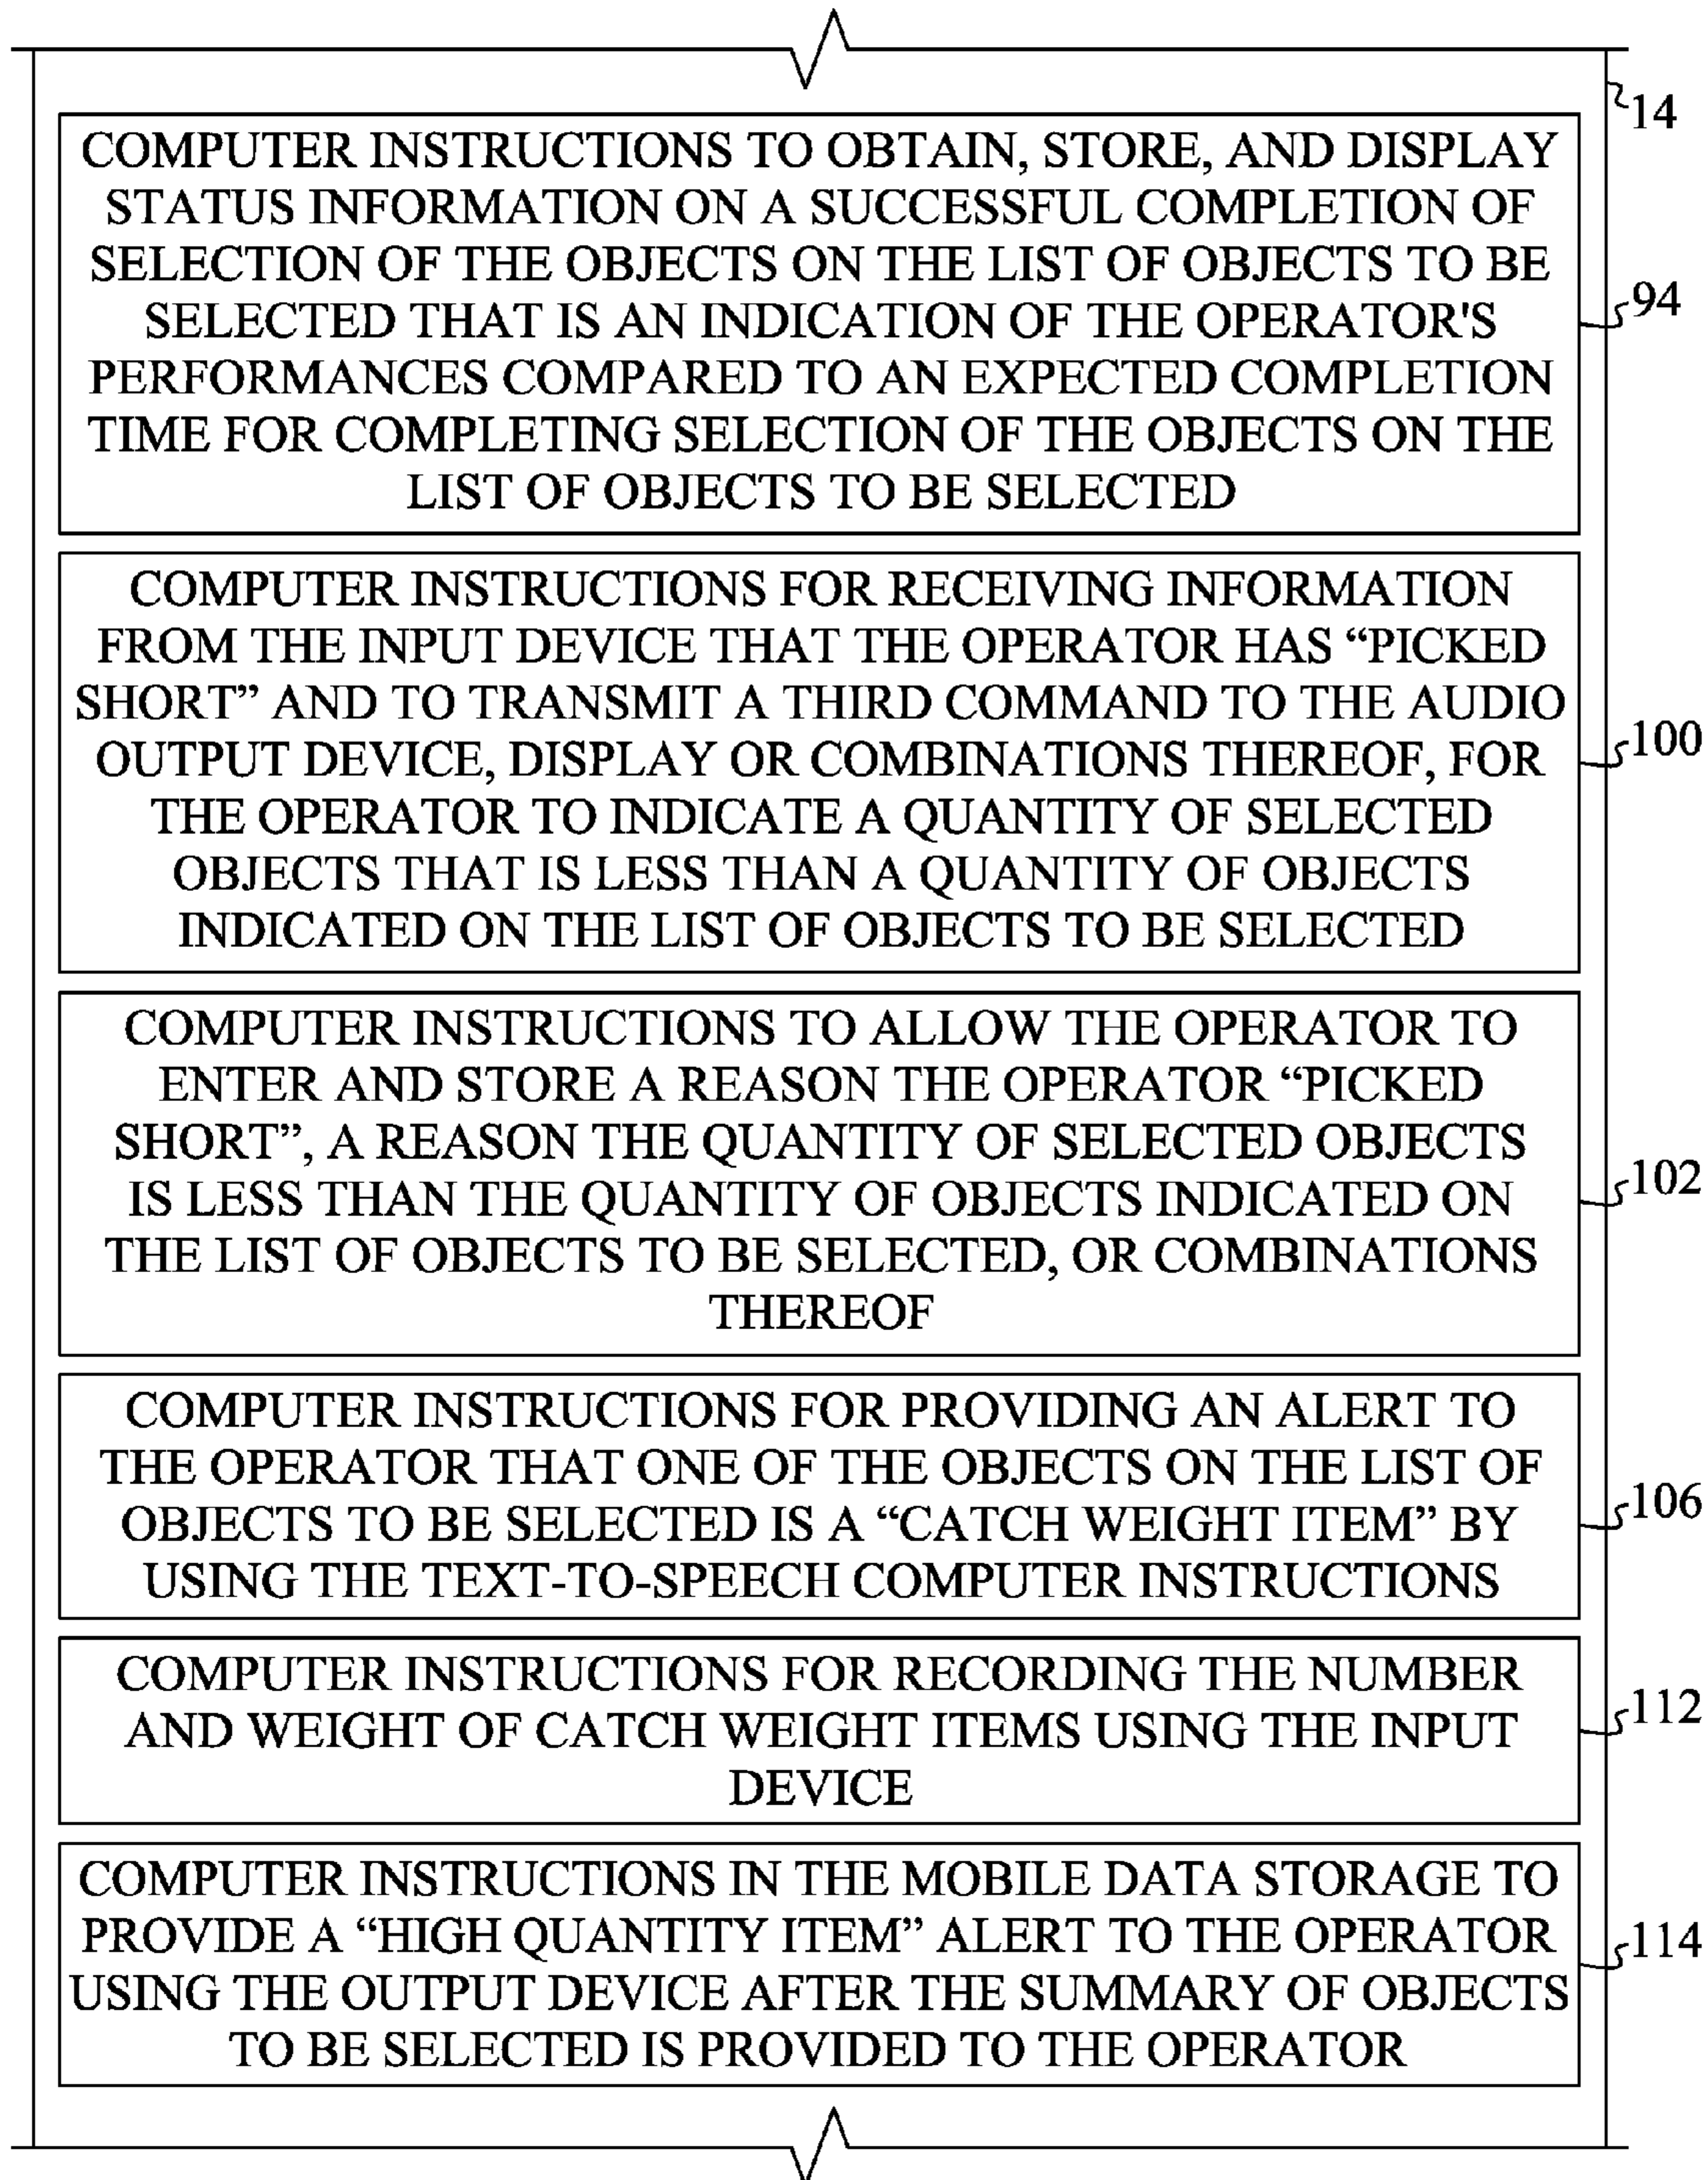 14
COMPUTER INSTRUCTIONS TO OBTAIN, STORE, AND DISPLAY
STATUS INFORMATION ON A SUCCESSFUL COMPLETION OF
SELECTION OF THE OBJECTS ON THE LIST OF OBJECTS TO BE
SELECTED THAT IS AN INDICATION OF THE OPERATOR'S
PERFORMANCES COMPARED TO AN EXPECTED COMPLETION
TIME FOR COMPLETING SELECTION OF THE OBJECTS ON THE
LIST OF OBJECTS TO BE SELECTED
94
COMPUTER INSTRUCTIONS FOR RECEIVING INFORMATION
FROM THE INPUT DEVICE THAT THE OPERATOR HAS “PICKED
SHORT” AND TO TRANSMIT A THIRD COMMAND TO THE AUDIO
OUTPUT DEVICE, DISPLAY OR COMBINATIONS THEREOF, FOR
THE OPERATOR TO INDICATE A QUANTITY OF SELECTED
OBJECTS THAT IS LESS THAN A QUANTITY OF OBJECTS
INDICATED ON THE LIST OF OBJECTS TO BE SELECTED
100
COMPUTER INSTRUCTIONS TO ALLOW THE OPERATOR TO
ENTER AND STORE A REASON THE OPERATOR “PICKED
SHORT”, A REASON THE QUANTITY OF SELECTED OBJECTS
IS LESS THAN THE QUANTITY OF OBJECTS INDICATED ON
THE LIST OF OBJECTS TO BE SELECTED, OR COMBINATIONS
THEREOF
102
COMPUTER INSTRUCTIONS FOR PROVIDING AN ALERT TO
THE OPERATOR THAT ONE OF THE OBJECTS ON THE LIST OF
OBJECTS TO BE SELECTED IS A “CATCH WEIGHT ITEM” BY
USING THE TEXT-TO-SPEECH COMPUTER INSTRUCTIONS
106
COMPUTER INSTRUCTIONS FOR RECORDING THE NUMBER
AND WEIGHT OF CATCH WEIGHT ITEMS USING THE INPUT
DEVICE
112
COMPUTER INSTRUCTIONS IN THE MOBILE DATA STORAGE TO
PROVIDE A “HIGH QUANTITY ITEM” ALERT TO THE OPERATOR
USING THE OUTPUT DEVICE AFTER THE SUMMARY OF OBJECTS
TO BE SELECTED IS PROVIDED TO THE OPERATOR
114